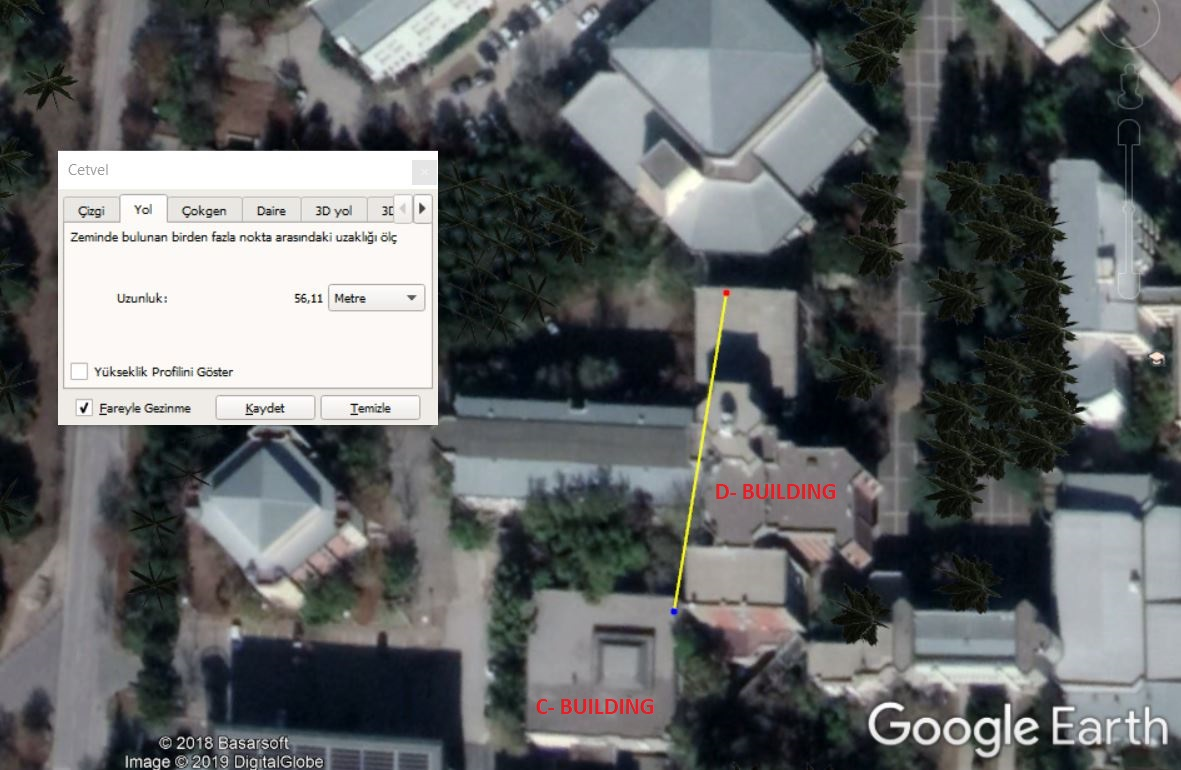 Cetvel
Çizgi Yol Çokgen Daire 3D yol 3D
Zeminde bulunan birden fazla nokta arasındaki uzaklığı ölç
Uzunluk: 56,11 Metre
Yükseklik Profilini Göster
Fareyle Gezinme Kaydet Temizle
D- BUILDING
C- BUILDING
Google Earth
© 2018 Basarsoft
Image © 2019 DigitalGlobe